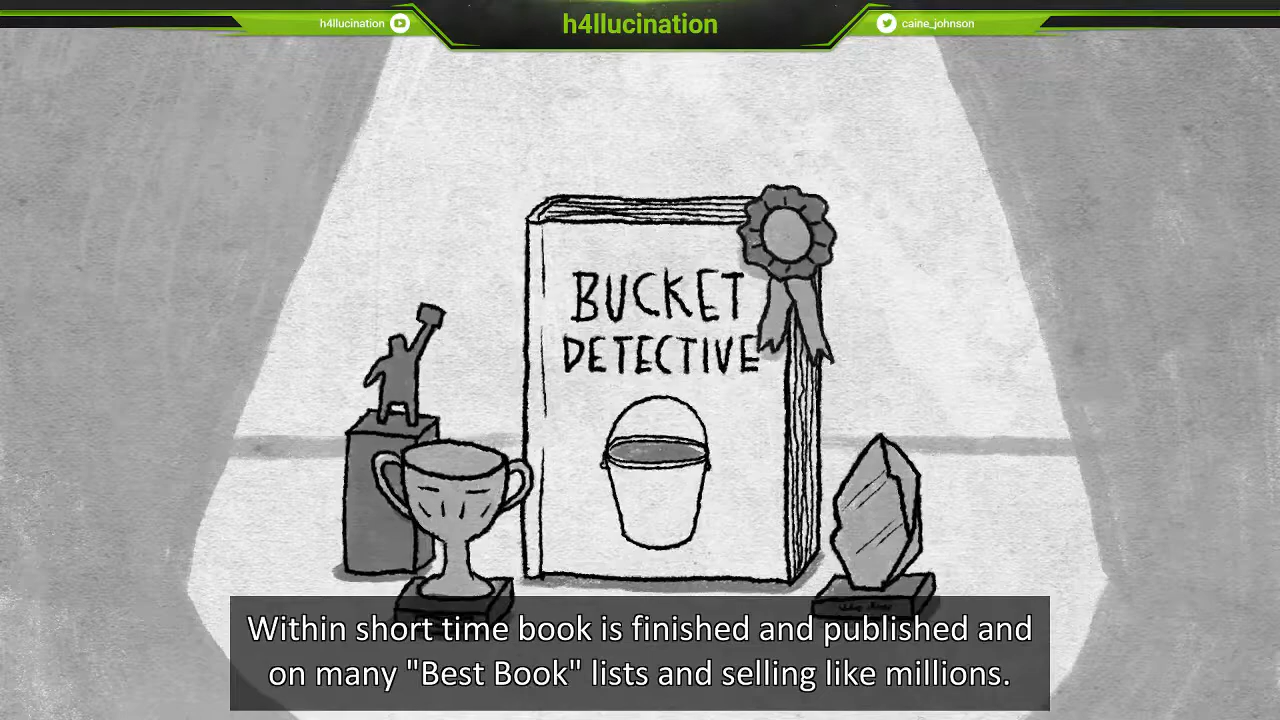 h4llucination
h4llucination
caine_johnson
BUCKET
DETECTIVE
Within short time book is finished and published and
on many "Best Book" lists and selling like millions.